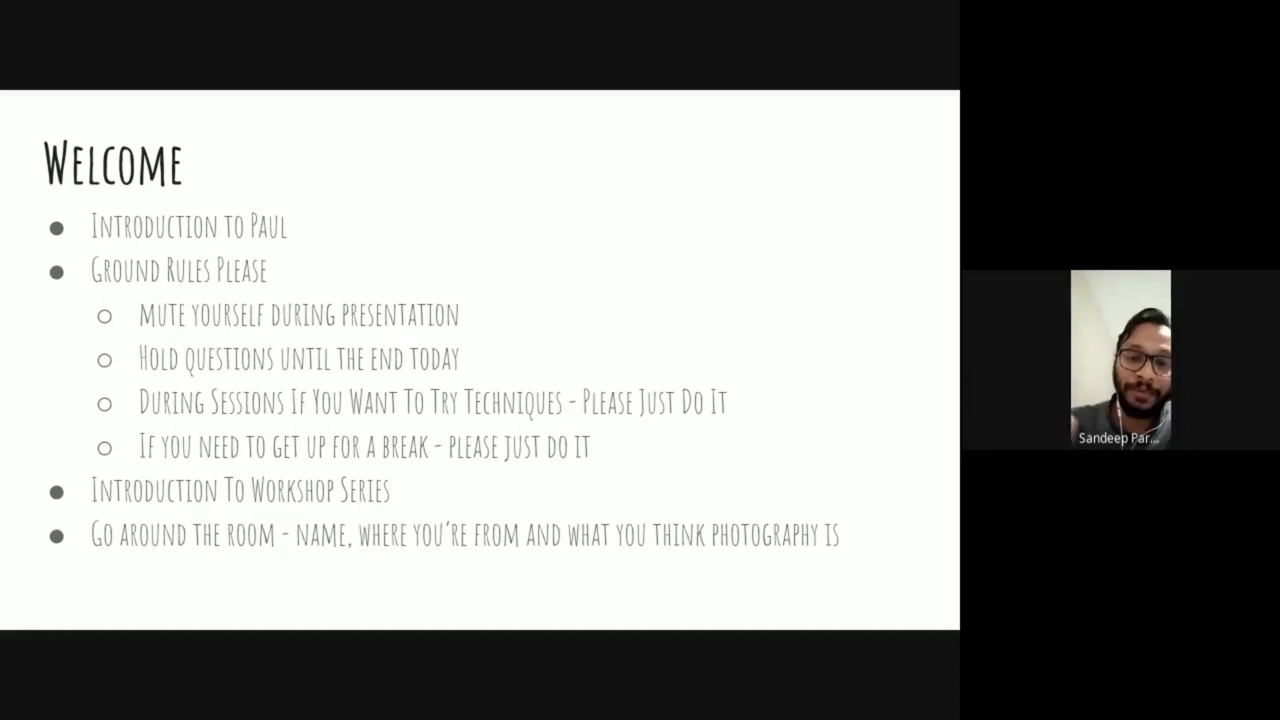 Welcome
● Introduction to Paul
● Ground Rules Please
○ mute yourself during presentation
○ Hold questions until the end today
○ During Sessions If You Want To Try Techniques - Please Just Do It
○ If you need to get up for a break - please just do it
● Introduction To Workshop Series
● Go around the room - name, where you're from and what you think photography is
Sandeep Par...